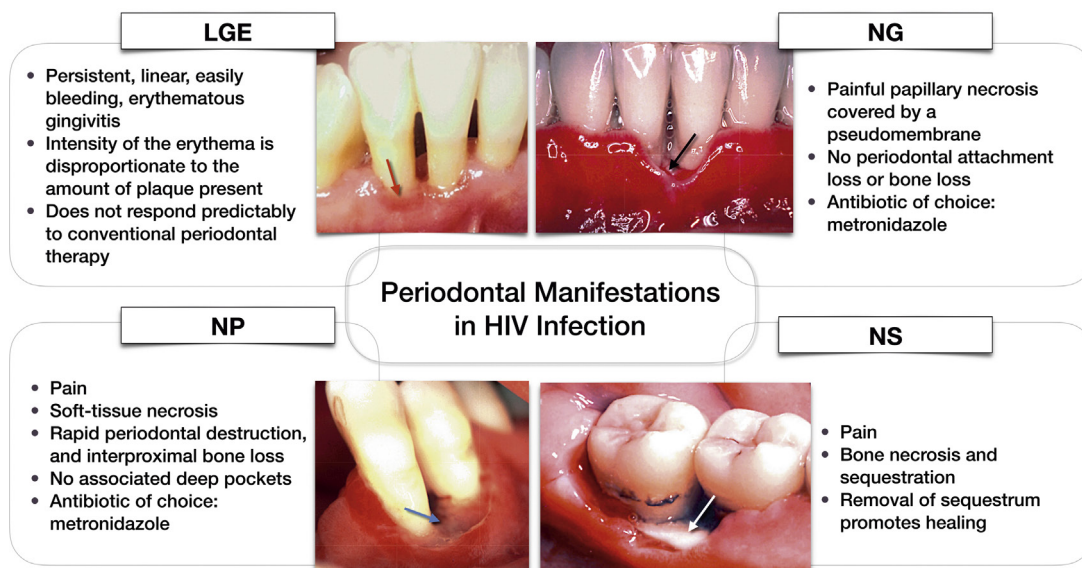 LGE
• Persistent, linear, easily
bleeding, erythematous
gingivitis
• Intensity of the erythema is
disproportionate to the
amount of plaque present
• Does not respond predictably
to conventional periodontal
therapy
NG
• Painful papillary necrosis
covered by a
pseudomembrane
• No periodontal attachment
loss or bone loss
• Antibiotic of choice:
metronidazole
Periodontal Manifestations
in HIV Infection
NP
• Pain
• Soft-tissue necrosis
• Rapid periodontal destruction,
and interproximal bone loss
• No associated deep pockets
• Antibiotic of choice:
metronidazole
NS
• Pain
• Bone necrosis and
sequestration
• Removal of sequestrum
promotes healing